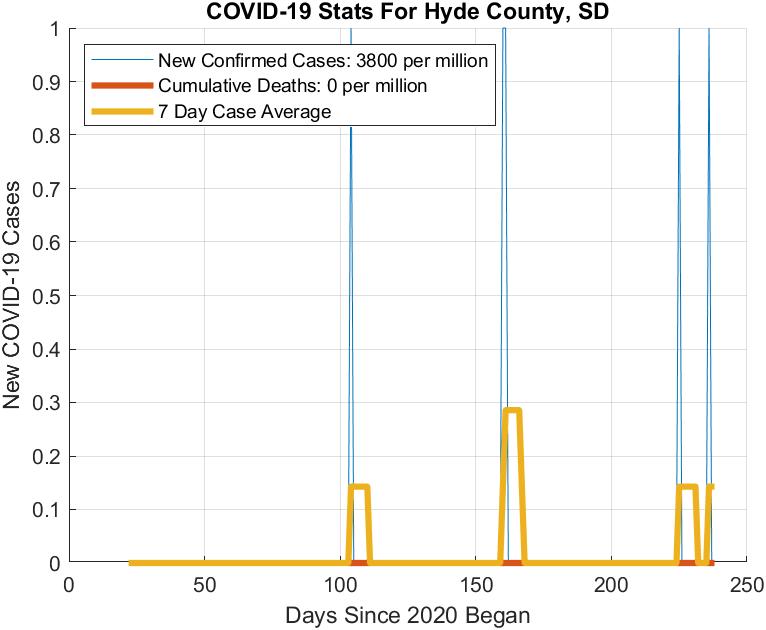 COVID-19 Stats For Hyde County, SD
1
New Confirmed Cases: 3800 per million
0.9
Cumulative Deaths: 0 per million
7 Day Case Average
0.8
0.7
0.6
0.5
0.4
0.3
0.2
0.1
0
New COVID-19 Cases
0 50 100 150 200 250
Days Since 2020 Began